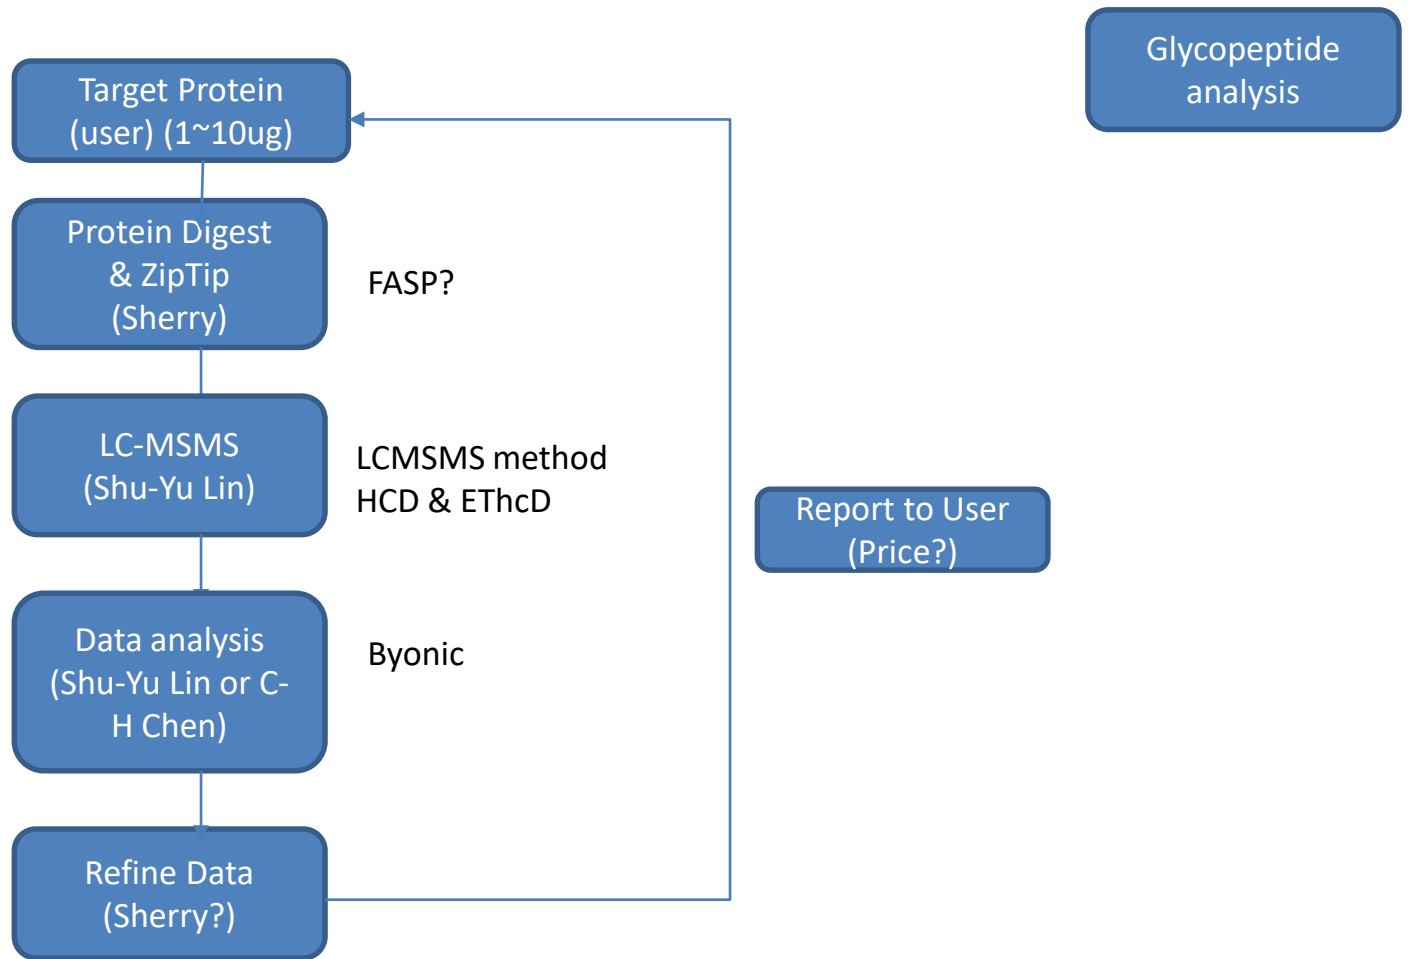 Glycopeptide
analysis
Target Protein
(user) (1~10ug)
Protein Digest
& ZipTip
(Sherry)
FASP?
LC-MSMS
(Shu-Yu Lin)
LCMSMS method
HCD & EThcD
Report to User
(Price?)
Data analysis
(Shu-Yu Lin or C-
H Chen)
Byonic
Refine Data
(Sherry?)